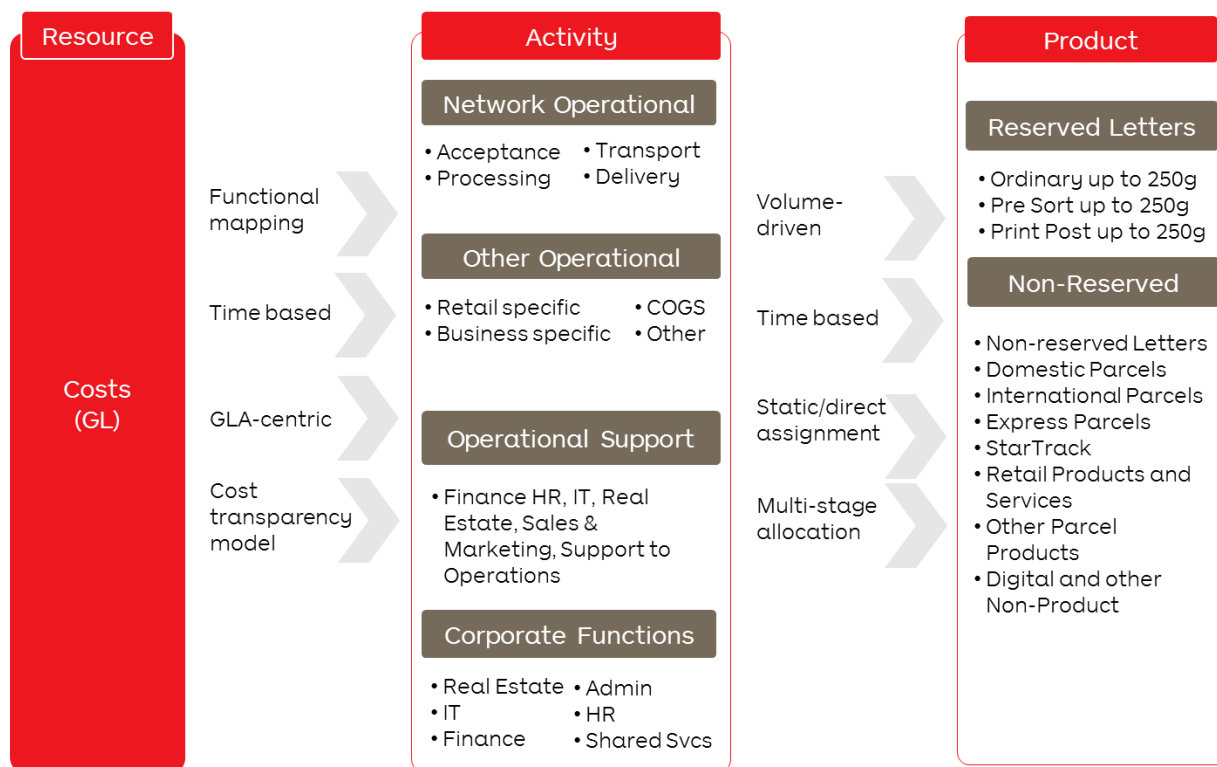 Resource
Costs
(GL)
Functional
mapping
Time based
GLA-centric
Cost
transparency
model
Activity
Network Operational
• Acceptance • Transport
• Processing • Delivery
Other Operational
• Retail specific • COGS
• Business specific • Other
Operational Support
• Finance HR, IT, Real
Estate, Sales &
Marketing, Support to
Operations
Corporate Functions
• Real Estate • Admin
• IT • HR
• Finance • Shared Svcs
Volume-
driven
Time based
Static/direct
assignment
Multi-stage
allocation
Product
Reserved Letters
• Ordinary up to 250g
• Pre Sort up to 250g
• Print Post up to 250g
Non-Reserved
• Non-reserved Letters
• Domestic Parcels
• International Parcels
• Express Parcels
• StarTrack
• Retail Products and
Services
• Other Parcel
Products
• Digital and other
Non-Product